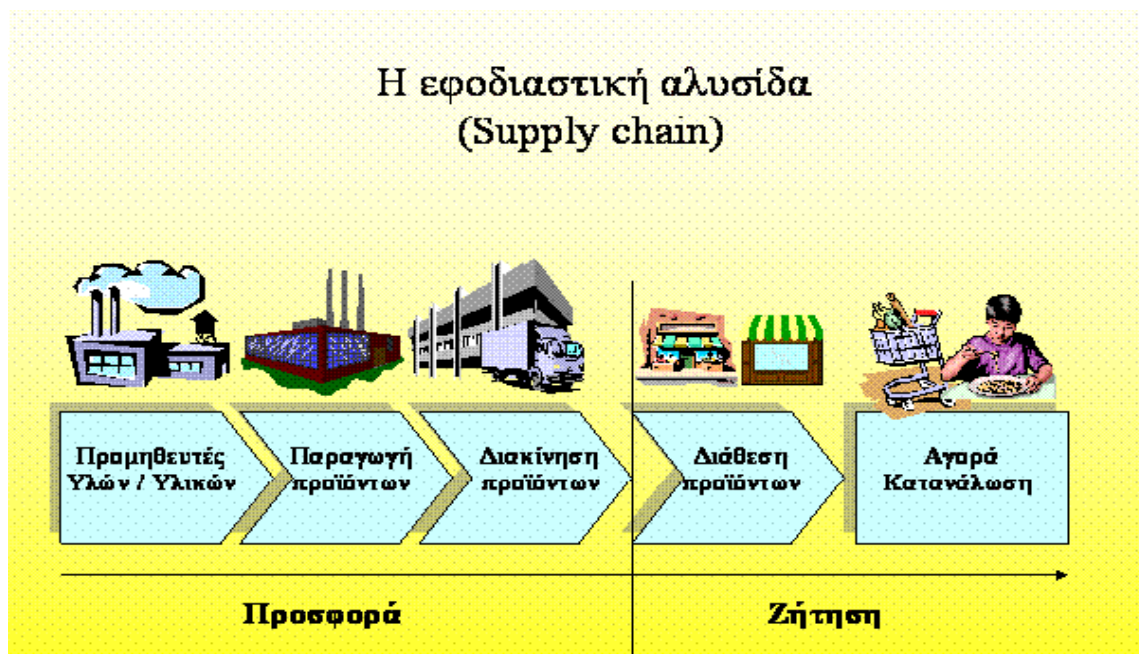 Η εφοδιαστική αλυσίδα
(Supply chain)
Προμηθευτές
Υλών / Υλικών
Παραγωγή
προϊόντων
Διακίνηση
προϊόντων
Διάθεση
προϊόντων
Αγορά
Κατανάλωση
Προσφορά
Ζήτηση